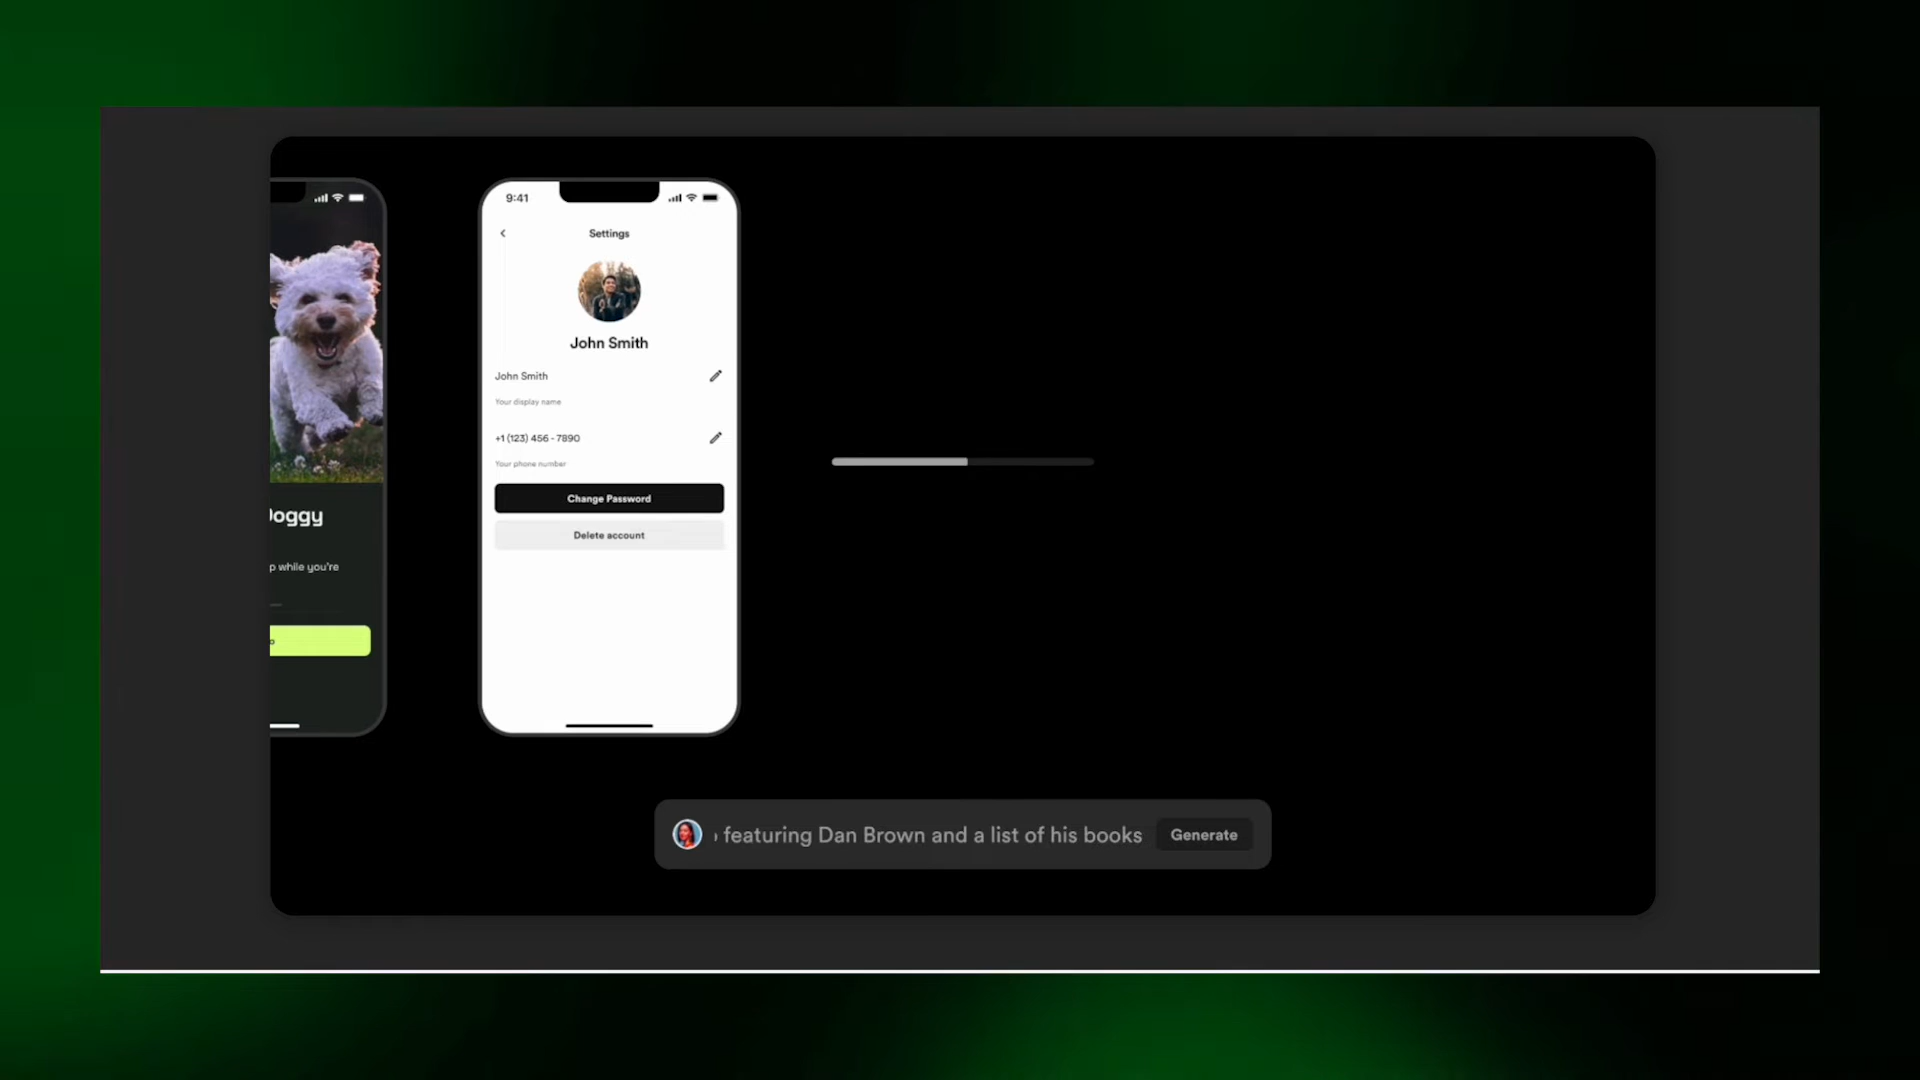 9:41
Settings
John Smith
John Smith
Your display name
+1 (123) 456 - 7890
Your phone number
Change Password
Delete account
oggy
p while you're
featuring Dan Brown and a list of his books
Generate